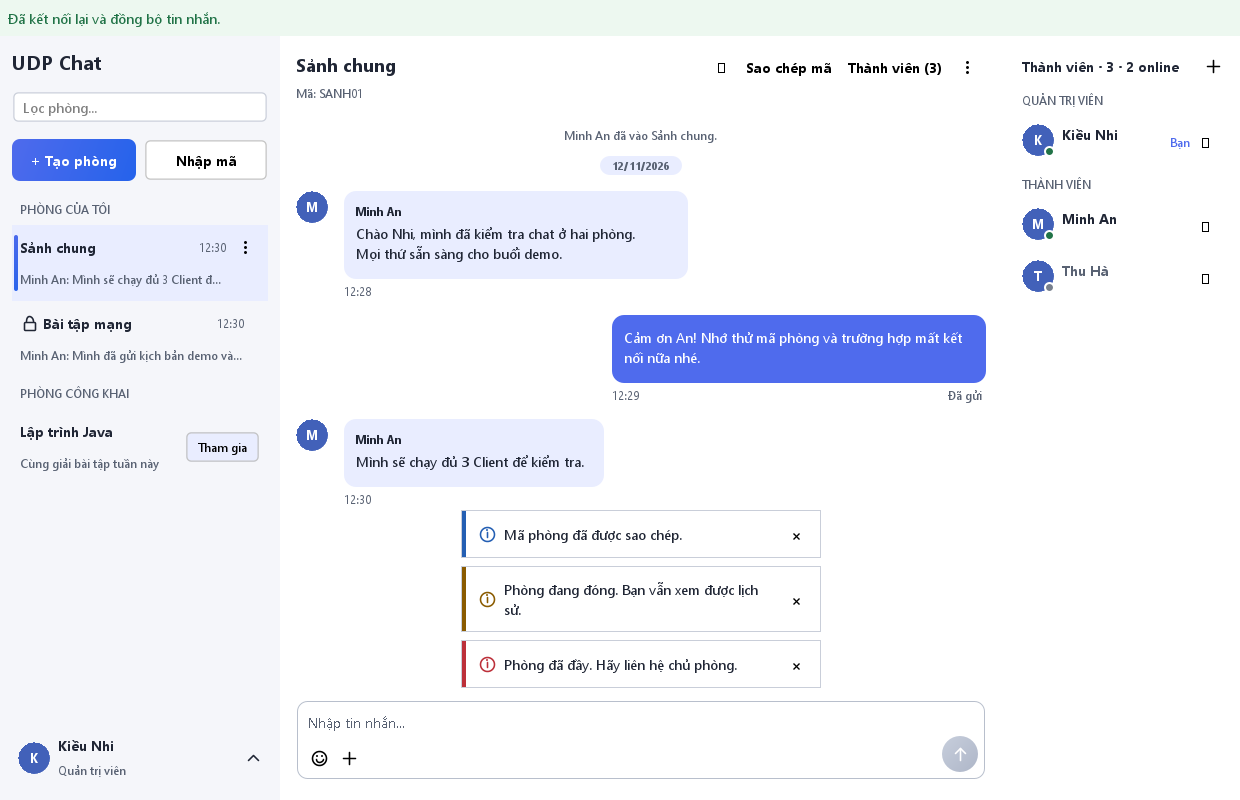 Đã kết nối lại và đồng bộ tin nhắn.
UDP Chat
Lọc phòng...
+ Tạo phòng
Nhập mã
PHÒNG CỦA TÔI
Sảnh chung
12:30
Minh An: Mình sẽ chạy đủ 3 Client đ...
Bài tập mạng
12:30
Minh An: Mình đã gửi kịch bản demo và...
PHÒNG CÔNG KHAI
Lập trình Java
Cùng giải bài tập tuần này
Tham gia
K
Kiều Nhi
Quản trị viên
Sảnh chung
Mã: SANH01
Sao chép mã
Thành viên (3)
Minh An đã vào Sảnh chung.
12/11/2026
M
Minh An
Chào Nhi, mình đã kiểm tra chat ở hai phòng.
Mọi thứ sẵn sàng cho buổi demo.
12:28
Cảm ơn An! Nhớ thử mã phòng và trường hợp mất kết
nối nữa nhé.
12:29
Đã gửi
M
Minh An
Mình sẽ chạy đủ 3 Client để kiểm tra.
12:30
Mã phòng đã được sao chép.
Phòng đang đóng. Bạn vẫn xem được lịch
sử.
Phòng đã đầy. Hãy liên hệ chủ phòng.
Nhập tin nhắn...
Thành viên · 3 · 2 online
QUẢN TRỊ VIÊN
K
Kiều Nhi
Bạn
THÀNH VIÊN
M
Minh An
T
Thu Hà